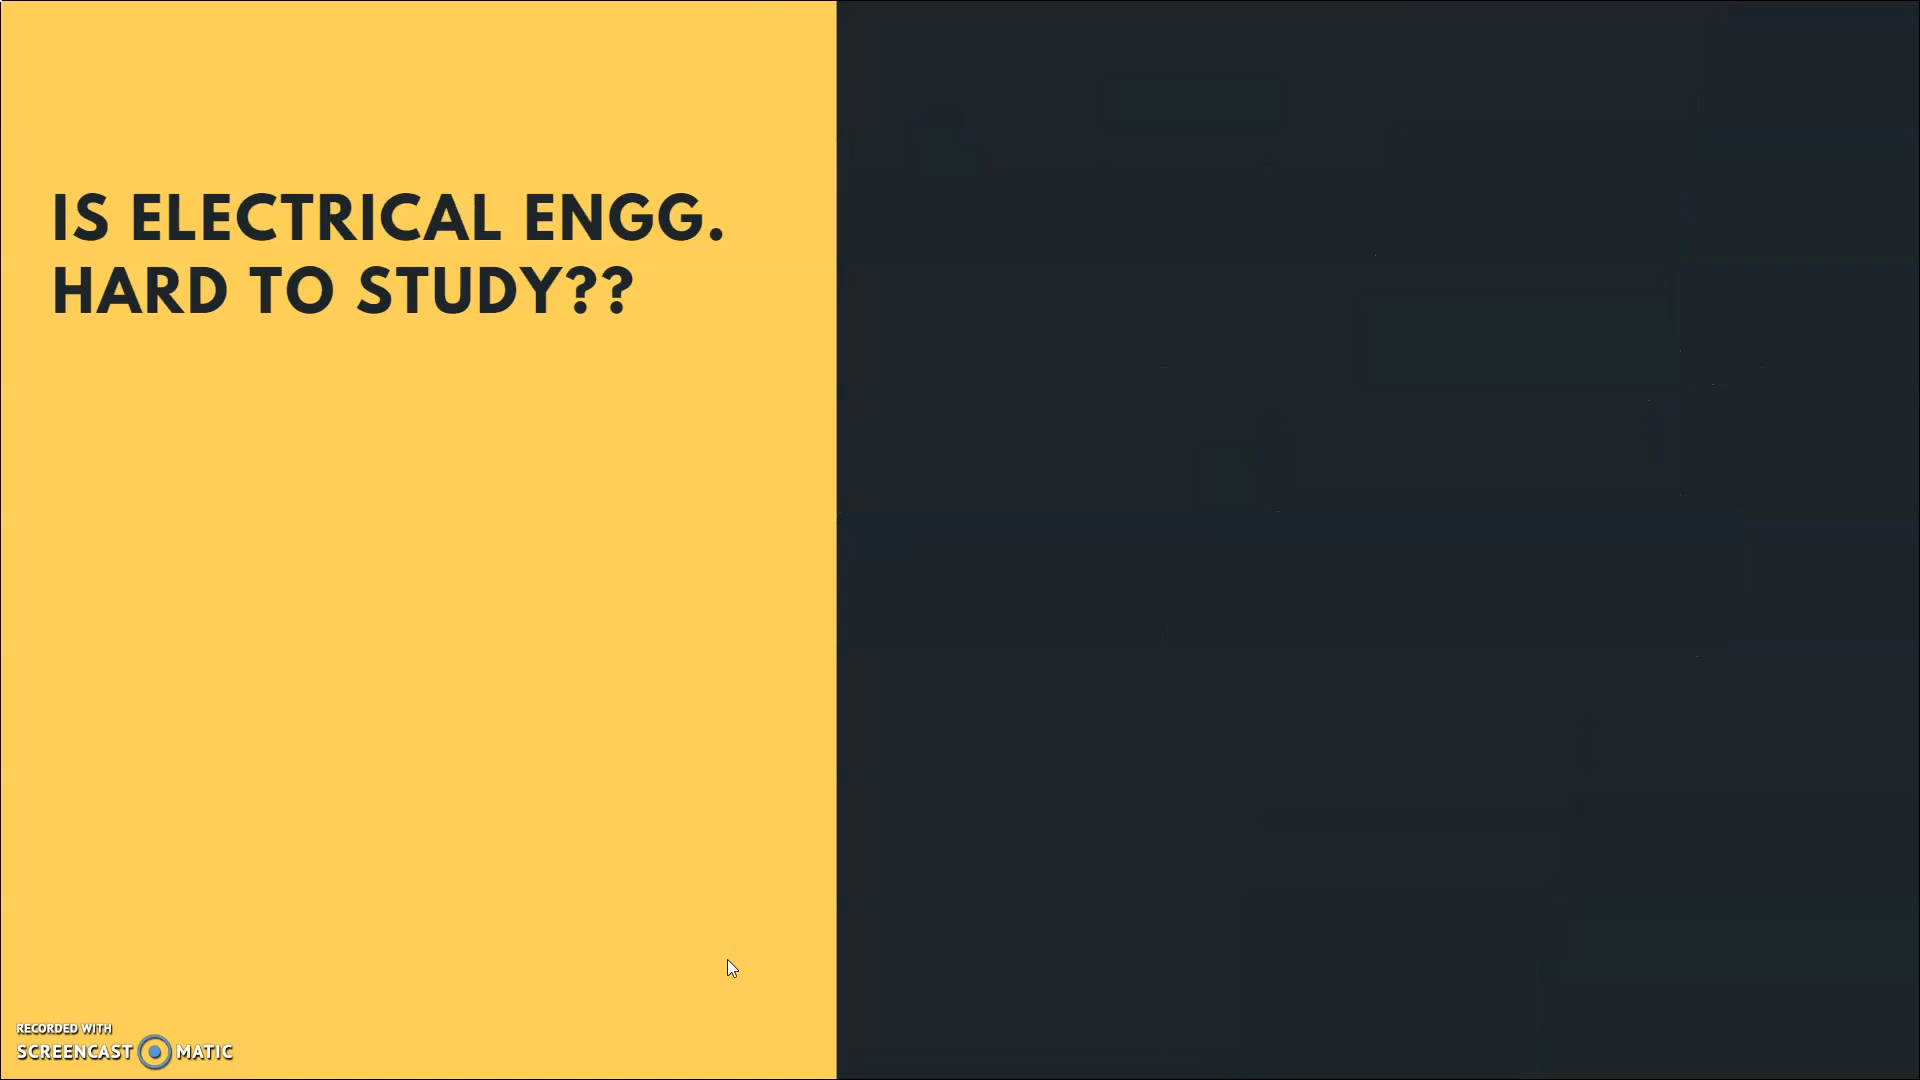 IS ELECTRICAL ENGG.
HARD TO STUDY??
RECORDED WITH
SCREENCAST MATIC